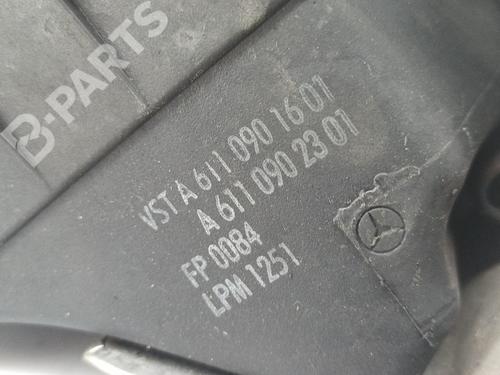 B-PARTS
VST A 611 090 16 01
A 611 090 23 01
FP 0084
LPM 1251